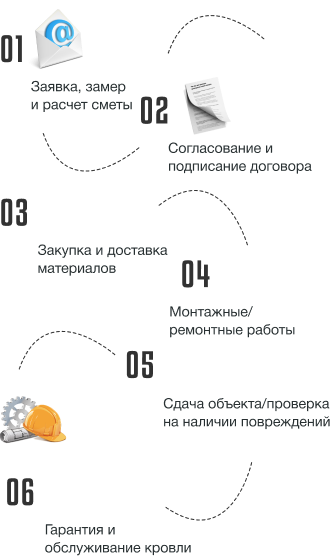 01
Заявка, замер
и расчет сметы
02
Согласование и
подписание договора
03
Закупка и доставка
материалов
04
Монтажные/
ремонтные работы
05
Сдача объекта/проверка
на наличии повреждений
06
Гарантия и
обслуживание кровли